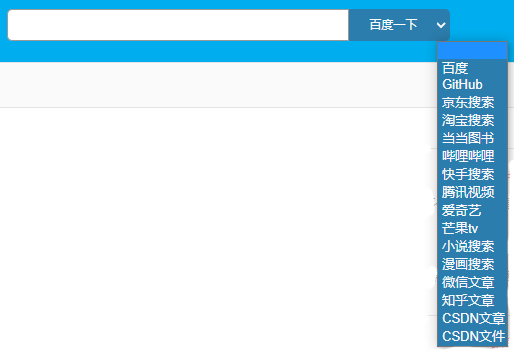 百度一下
百度
GitHub
京东搜索
淘宝搜索
当当图书
哔哩哔哩
快手搜索
腾讯视频
爱奇艺
芒果tv
小说搜索
漫画搜索
微信文章
知乎文章
CSDN文章
CSDN文件